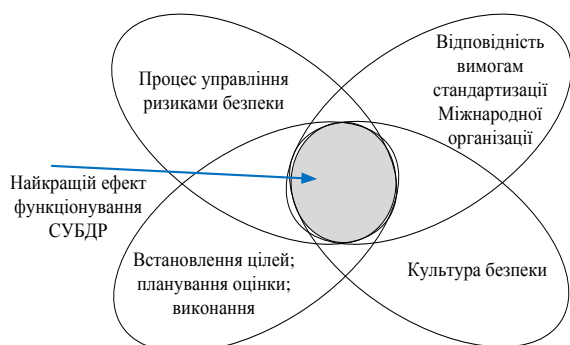 Процес управління
ризиками безпеки
Відповідність
вимогам
стандартизації
Міжнародної
організації
Найкращій ефект
функціонування
СУБДР
Встановлення цілей;
планування оцінки;
виконання
Культура безпеки